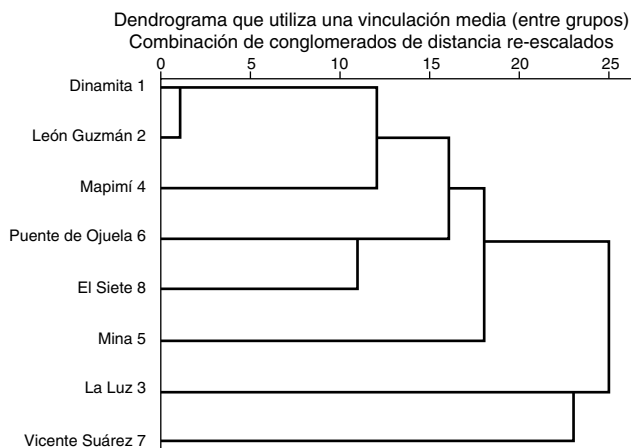 Dendrograma que utiliza una vinculación media (entre grupos)
Combinación de conglomerados de distancia re-escalados
0 5 10 15 20 25
Dinamita 1
León Guzmán 2
Mapimí 4
Puente de Ojuela 6
El Siete 8
Mina 5
La Luz 3
Vicente Suárez 7